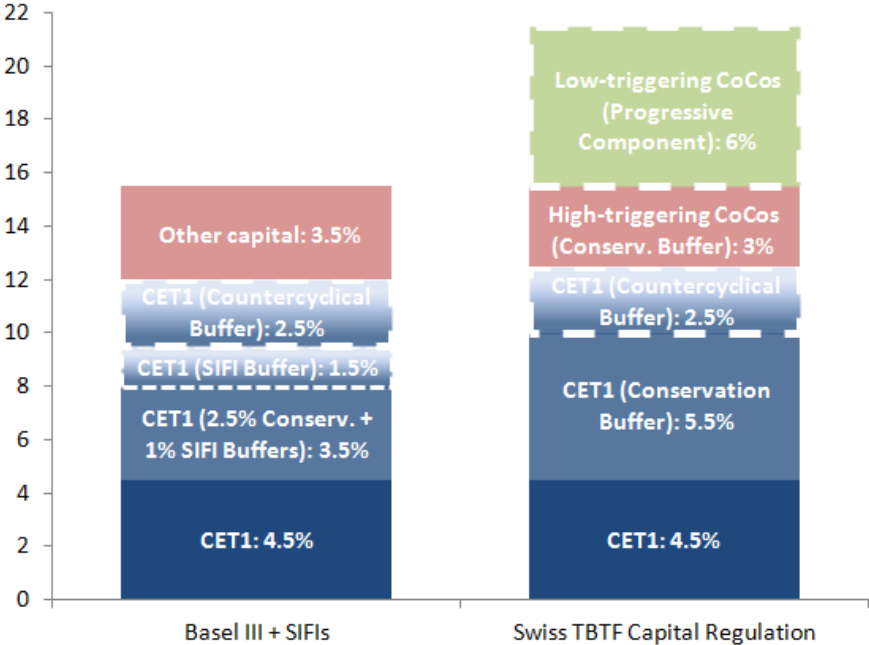 22
20
18
16
14
12
10
8
6
4
2
0
Other capital: 3.5%
CET1 (Countercyclical
Buffer): 2.5%
CET1 (SIFI Buffer): 1.5%
CET1 (2.5% Conserv. +
1% SIFI Buffers): 3.5%
CET1: 4.5%
Low-triggering CoCos
(Progressive
Component): 6%
High-triggering CoCos
(Conserv. Buffer): 3%
CET1 (Countercyclical
Buffer): 2.5%
CET1 (Conservation
Buffer): 5.5%
CET1: 4.5%
Basel III + SIFIs
Swiss TBTF Capital Regulation